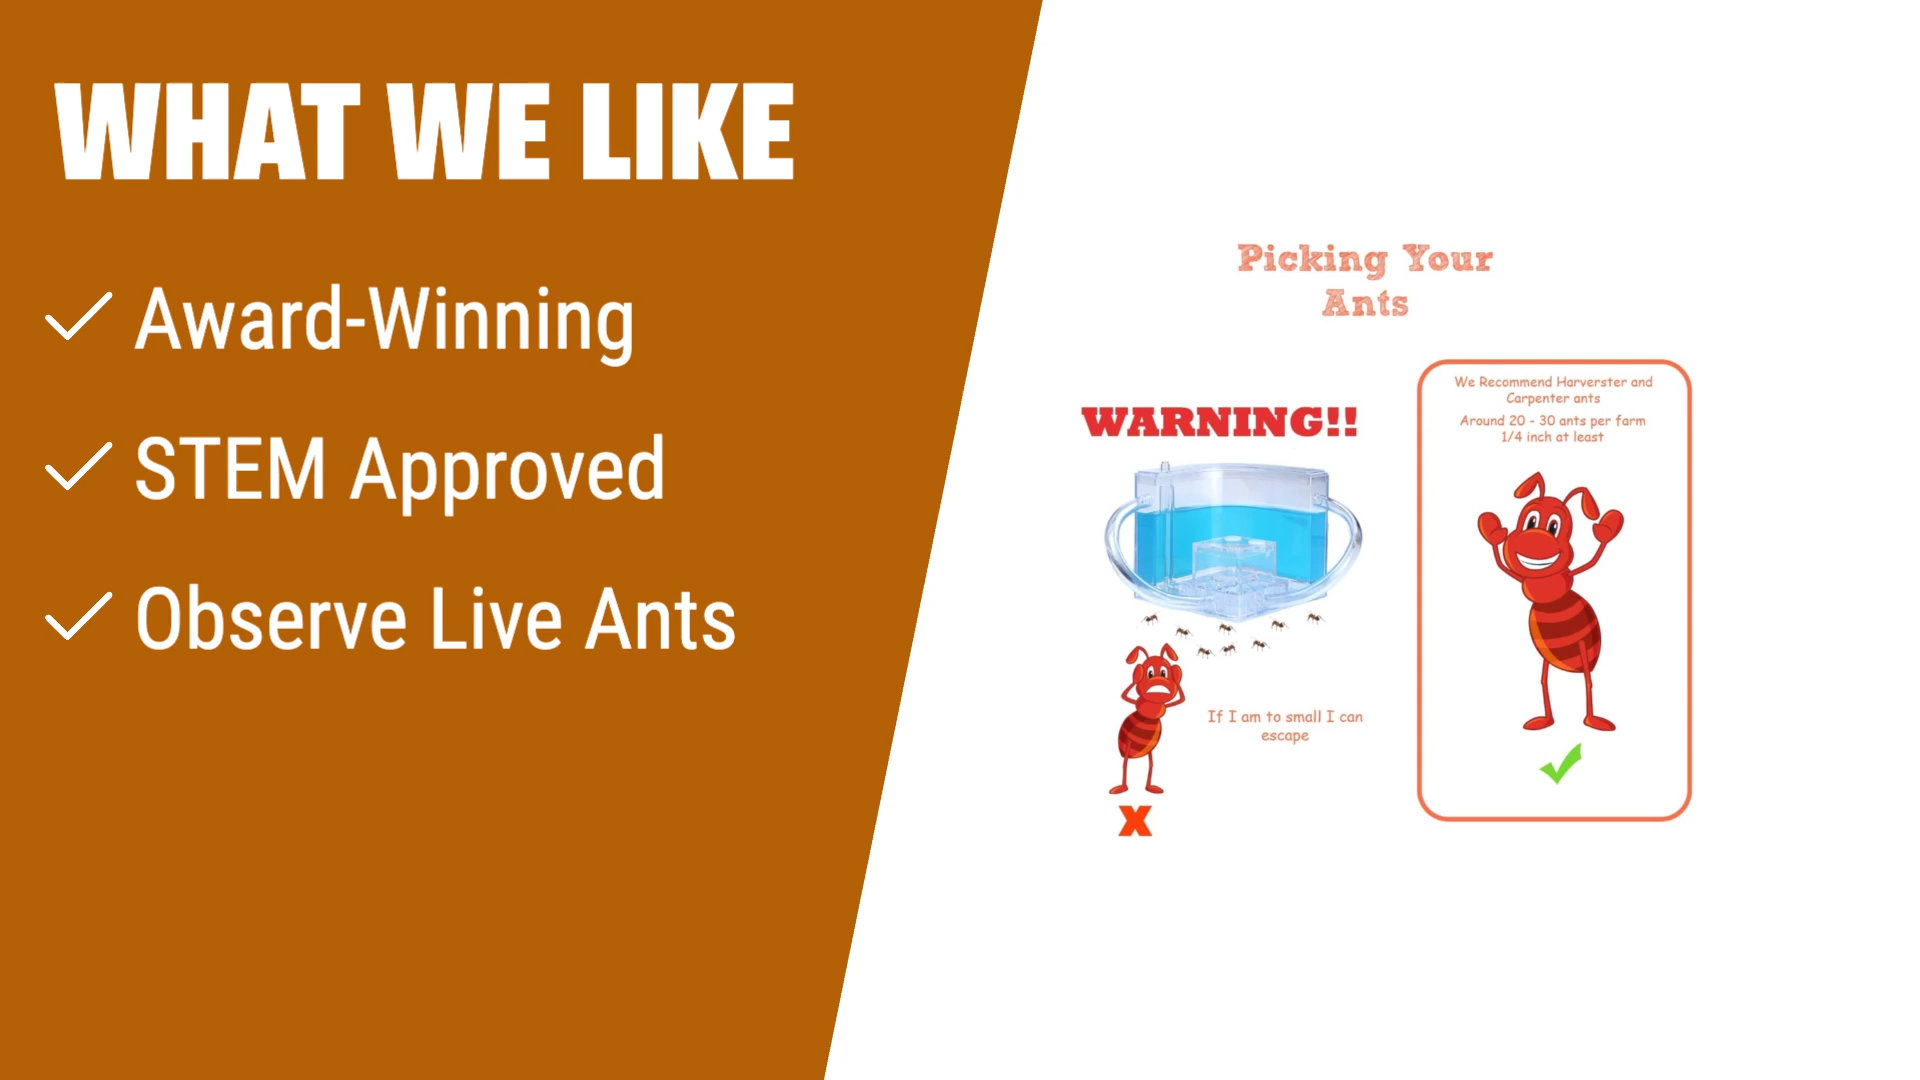 WHAT WE LIKE
Award-Winning
STEM Approved
Observe Live Ants
Picking Your
Ants
WARNING!!
If I am to small I can
escape
X
We Recommend Harverster and
Carpenter ants
Around 20 - 30 ants per farm
1/4 inch at least